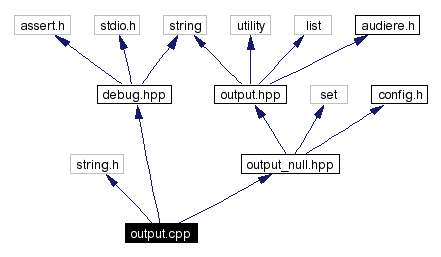 assert.h
stdio.h
string
utility
list
audiere.h
debug.hpp
output.hpp
set
config.h
string.h
output_null.hpp
output.cpp